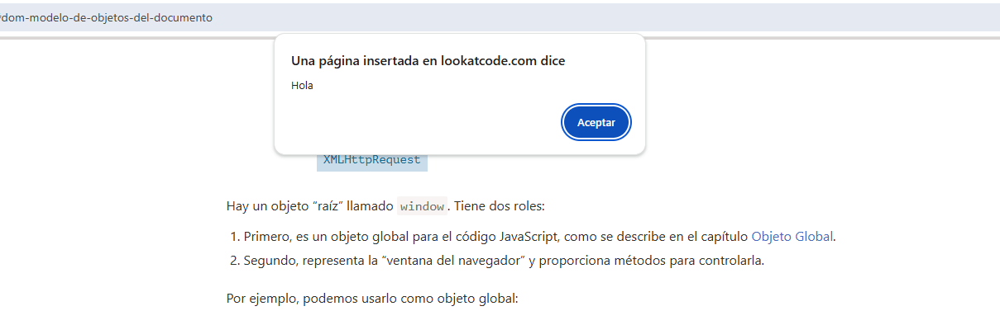 #dom-modelo-de-objetos-del-documento
Una página insertada en lookatcode.com dice
Hola
Aceptar
XMLHttpRequest
Hay un objeto “raíz” llamado window. Tiene dos roles:
1. Primero, es un objeto global para el código JavaScript, como se describe en el capítulo Objeto Global.
2. Segundo, representa la “ventana del navegador” y proporciona métodos para controlarla.
Por ejemplo, podemos usarlo como objeto global: